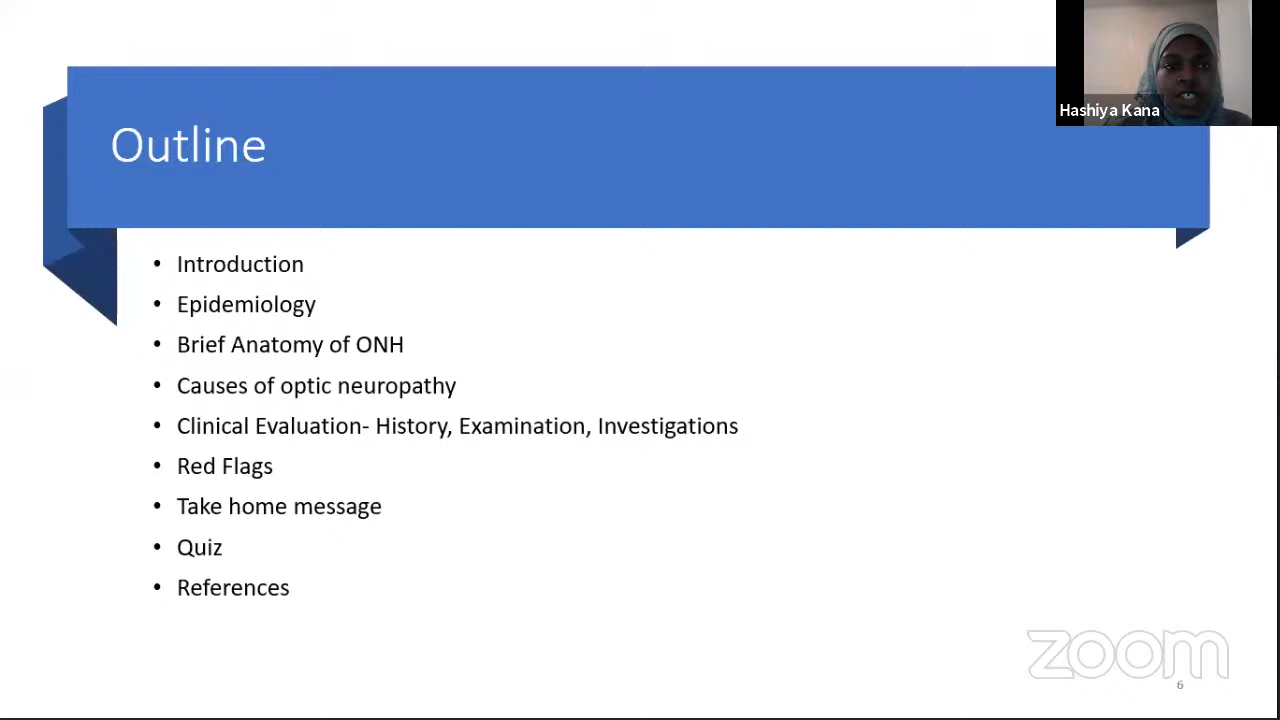 Hashiya Kana
Outline
• Introduction
• Epidemiology
• Brief Anatomy of ONH
• Causes of optic neuropathy
• Clinical Evaluation- History, Examination, Investigations
• Red Flags
• Take home message
• Quiz
• References
zoom
6